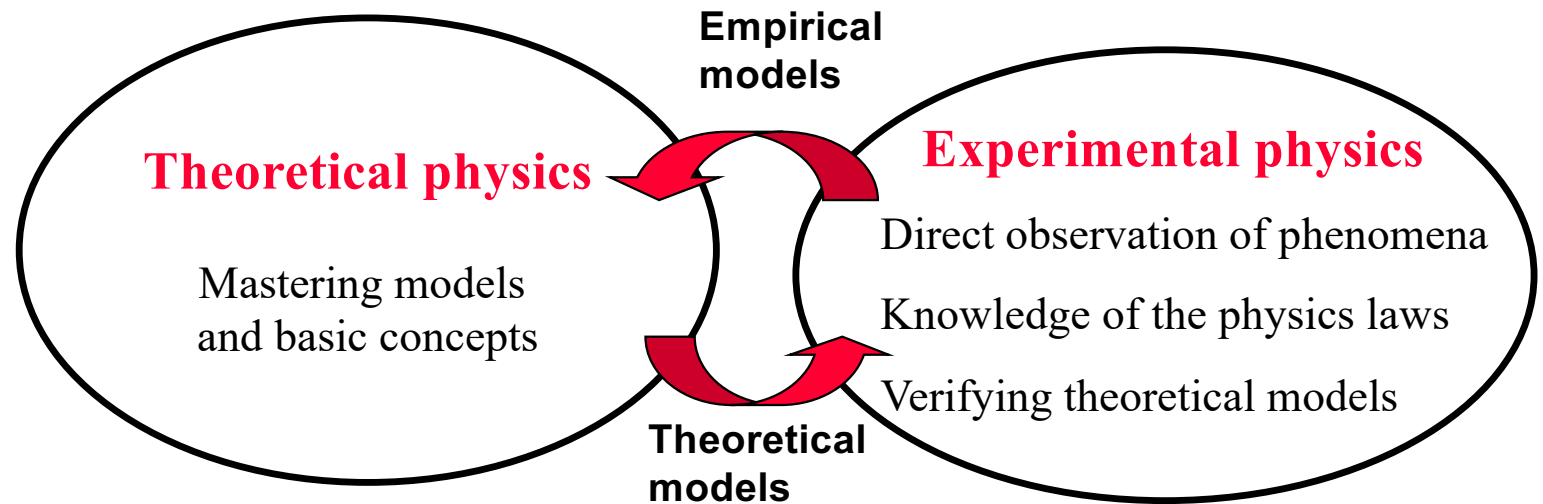 Empirical
models
Theoretical physics
Mastering models
and basic concepts
Experimental physics
Direct observation of phenomena
Knowledge of the physics laws
Verifying theoretical models
Theoretical
models